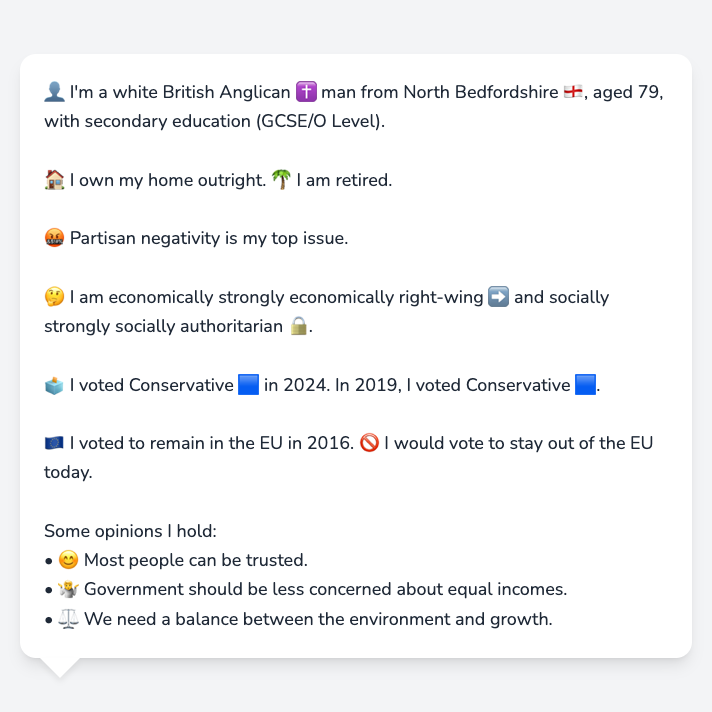 👤 I'm a white British Anglican ✝️ man from North Bedfordshire 🏴󠁧󠁢󠁥󠁮󠁧󠁿, aged 79,
with secondary education (GCSE/O Level).
🏠 I own my home outright. 🌴 I am retired.
🤬 Partisan negativity is my top issue.
🤔 I am economically strongly economically right-wing ➡️ and socially
strongly socially authoritarian 🔒.
🗳️ I voted Conservative 🟦 in 2024. In 2019, I voted Conservative 🟦.
🇪🇺 I voted to remain in the EU in 2016. 🚫 I would vote to stay out of the EU
today.
Some opinions I hold:
• 😊 Most people can be trusted.
• 🤷 Government should be less concerned about equal incomes.
• ⚖️ We need a balance between the environment and growth.